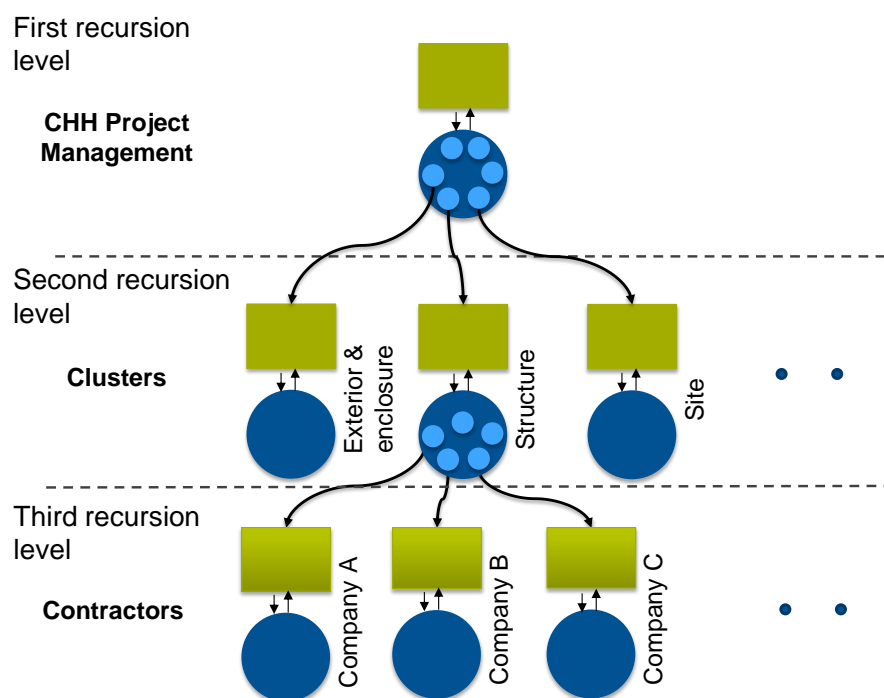 First recursion
level
CHH Project
Management
Second recursion
level
Clusters
Exterior &
enclosure
Structure
Site
Third recursion
level
Contractors
Company A
Company B
Company C